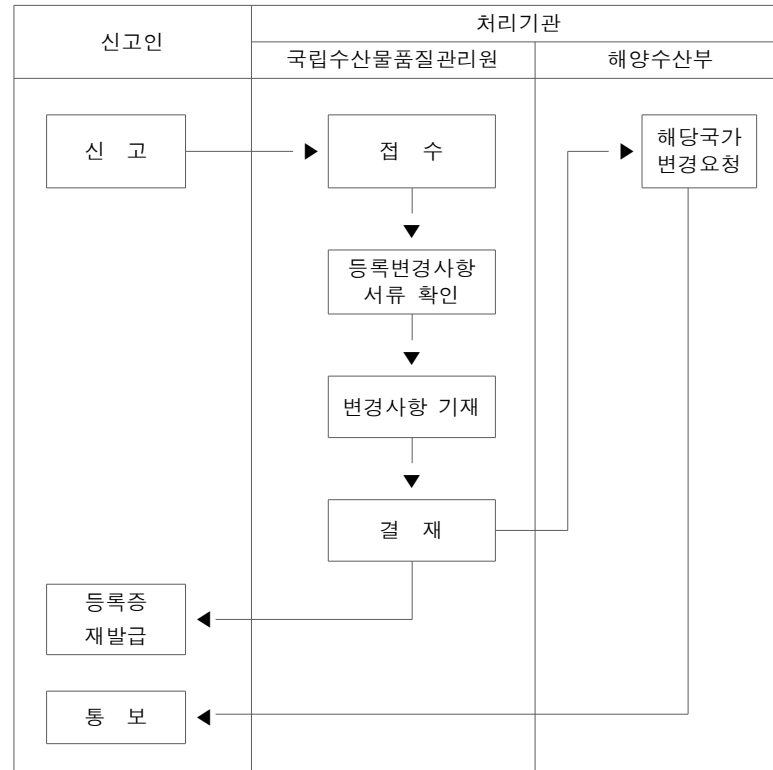 신고인
처리기관
국립수산물품질관리원
해양수산부
신 고
접 수
해당국가
변경요청
등록변경사항
서류 확인
변경사항 기재
결 재
등록증
재발급
통 보